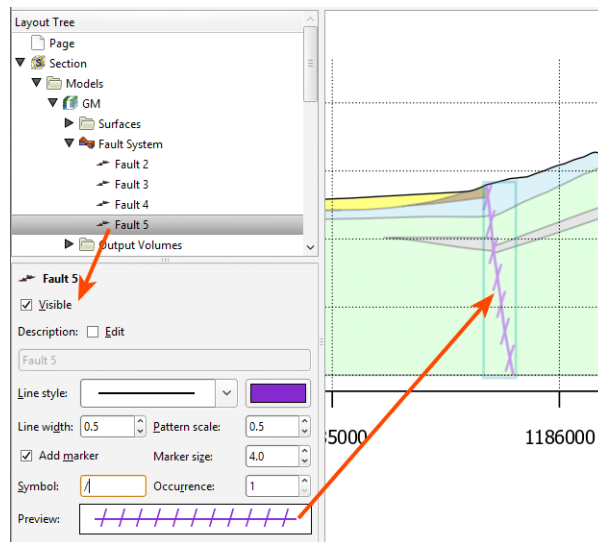 Layout Tree
Page
Section
Models
GM
Surfaces
Fault System
Fault 2
Fault 3
Fault 4
Fault 5
Output Volumes
Fault 5
Visible
Description: Edit
Fault 5
Line style:
Line width: 0.5 Pattern scale: 0.5
Add marker Marker size: 4.0
Symbol: / Occurrence: 1
Preview:
1186000